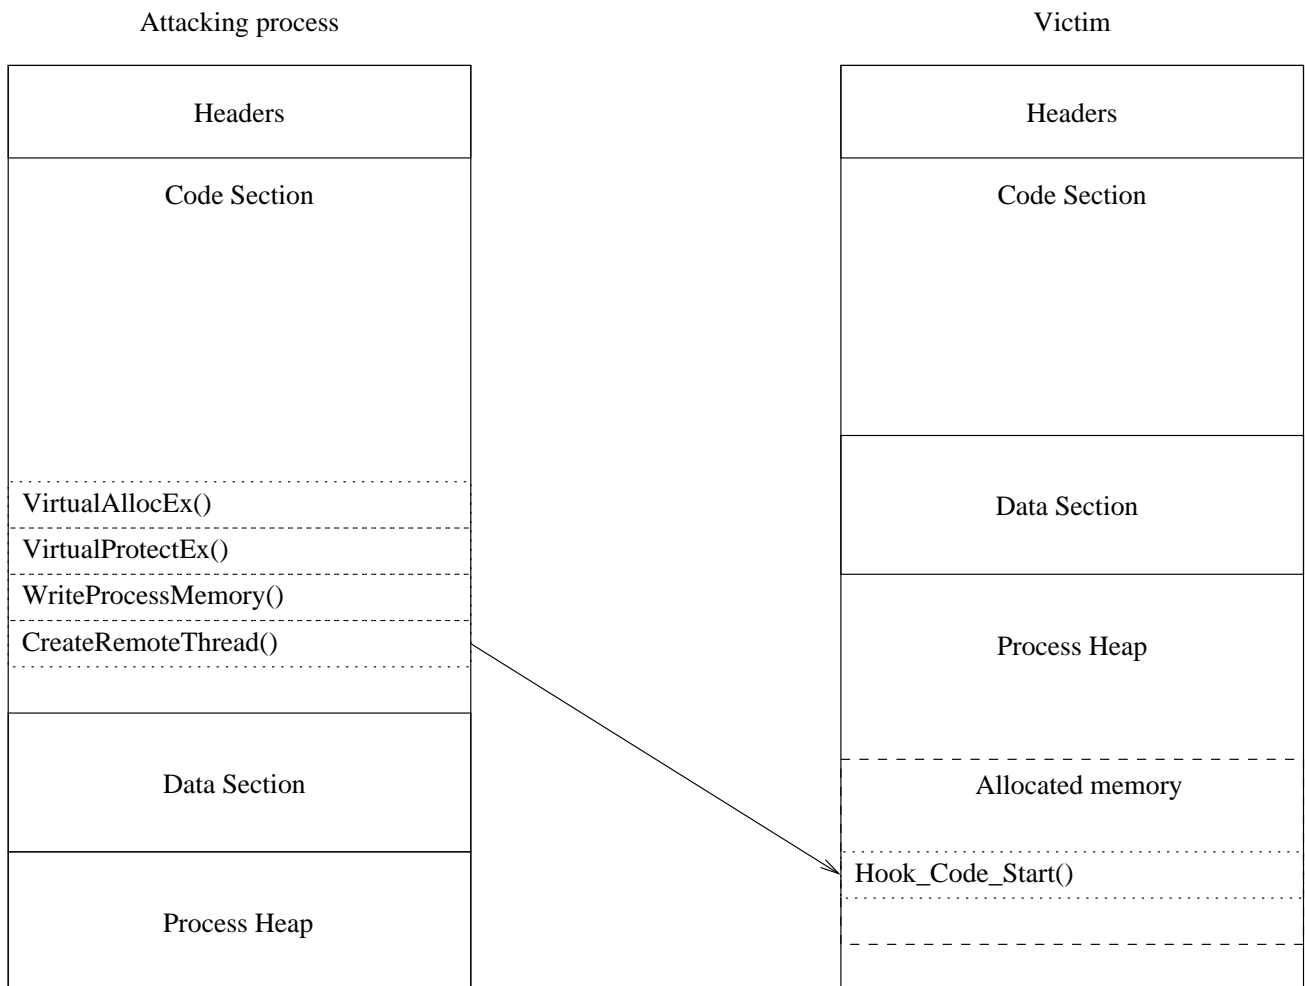 Attacking process
Victim
Headers
Headers
Code Section
Code Section
VirtualAllocEx()
VirtualProtectEx()
WriteProcessMemory()
CreateRemoteThread()
Data Section
Process Heap
Data Section
Process Heap
Allocated memory
Hook_Code_Start()